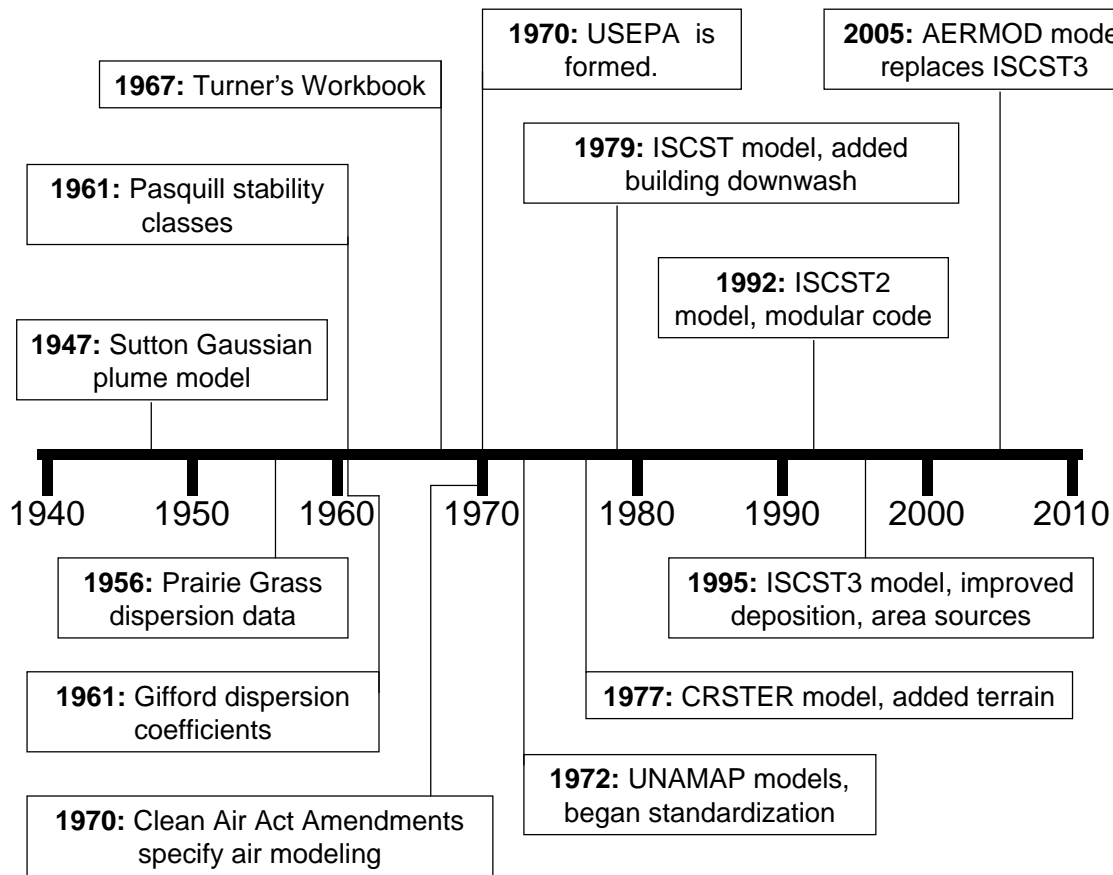 1970: USEPA is
formed.
2005: AERMOD mode
replaces ISCST3
1967: Turner's Workbook
1979: ISCST model, added
building downwash
1961: Pasquill stability
classes
1992: ISCST2
model, modular code
1947: Sutton Gaussian
plume model
1940 1950 1960 1970 1980 1990 2000 2010
1956: Prairie Grass
dispersion data
1995: ISCST3 model, improved
deposition, area sources
1961: Gifford dispersion
coefficients
1977: CRSTER model, added terrain
1972: UNAMAP models,
began standardization
1970: Clean Air Act Amendments
specify air modeling